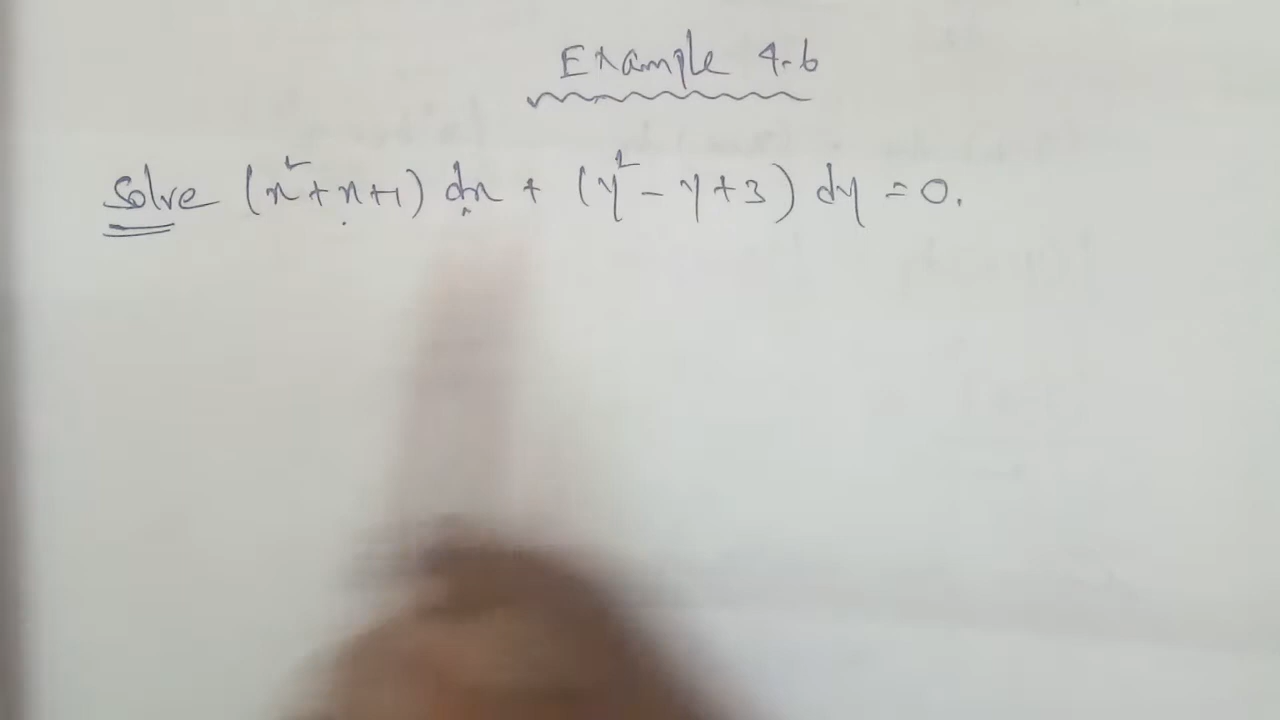 Example 4.6
Solve (x²+x+1) dx + (y²-y+3) dy = 0.